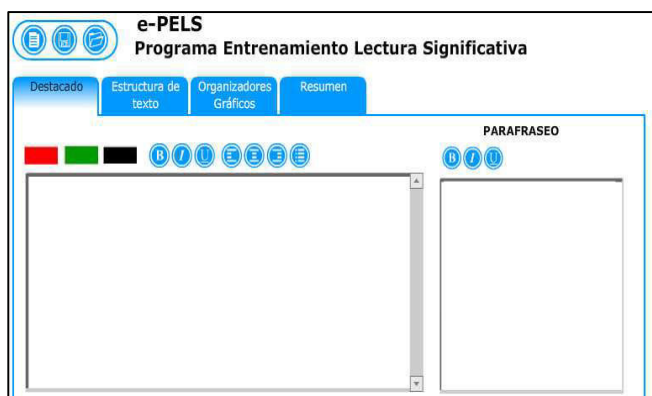 e-PELS
Programa Entrenamiento Lectura Significativa
Destacado
Estructura de
texto
Organizadores
Gráficos
Resumen
PARAFRASEO
B I U
B I U